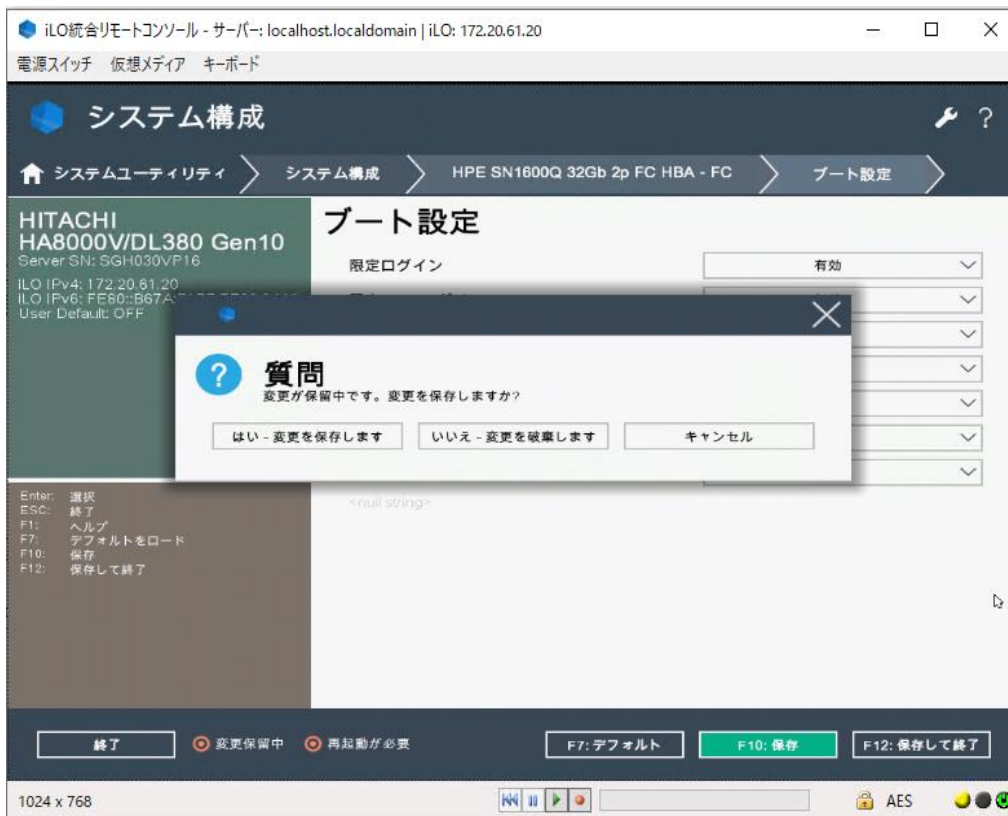 iLO統合リモートコンソール - サーバー: localhost.localdomain | iLO: 172.20.61.20
電源スイッチ 仮想メディア キーボード
システム構成
?
システムユーティリティ システム構成 HPE SN1600Q 32Gb 2p FC HBA - FC ブート設定
HITACHI
HA8000V/DL380 Gen10
Server SN: SGH030VP16
iLO IPv4: 172.20.61.20
iLO IPv6: FE80::B67A
User Default: OFF
ブート設定
限定ログイン 有効
?
質問
変更が保留中です。変更を保存しますか?
はい - 変更を保存します いいえ - 変更を破棄します キャンセル
<null string>
Enter: 選択
ESC: 終了
F1: ヘルプ
F7: デフォルトをロード
F10: 保存
F12: 保存して終了
終了 変更保留中 再起動が必要 F7: デフォルト F10: 保存 F12: 保存して終了
1024 x 768 AES